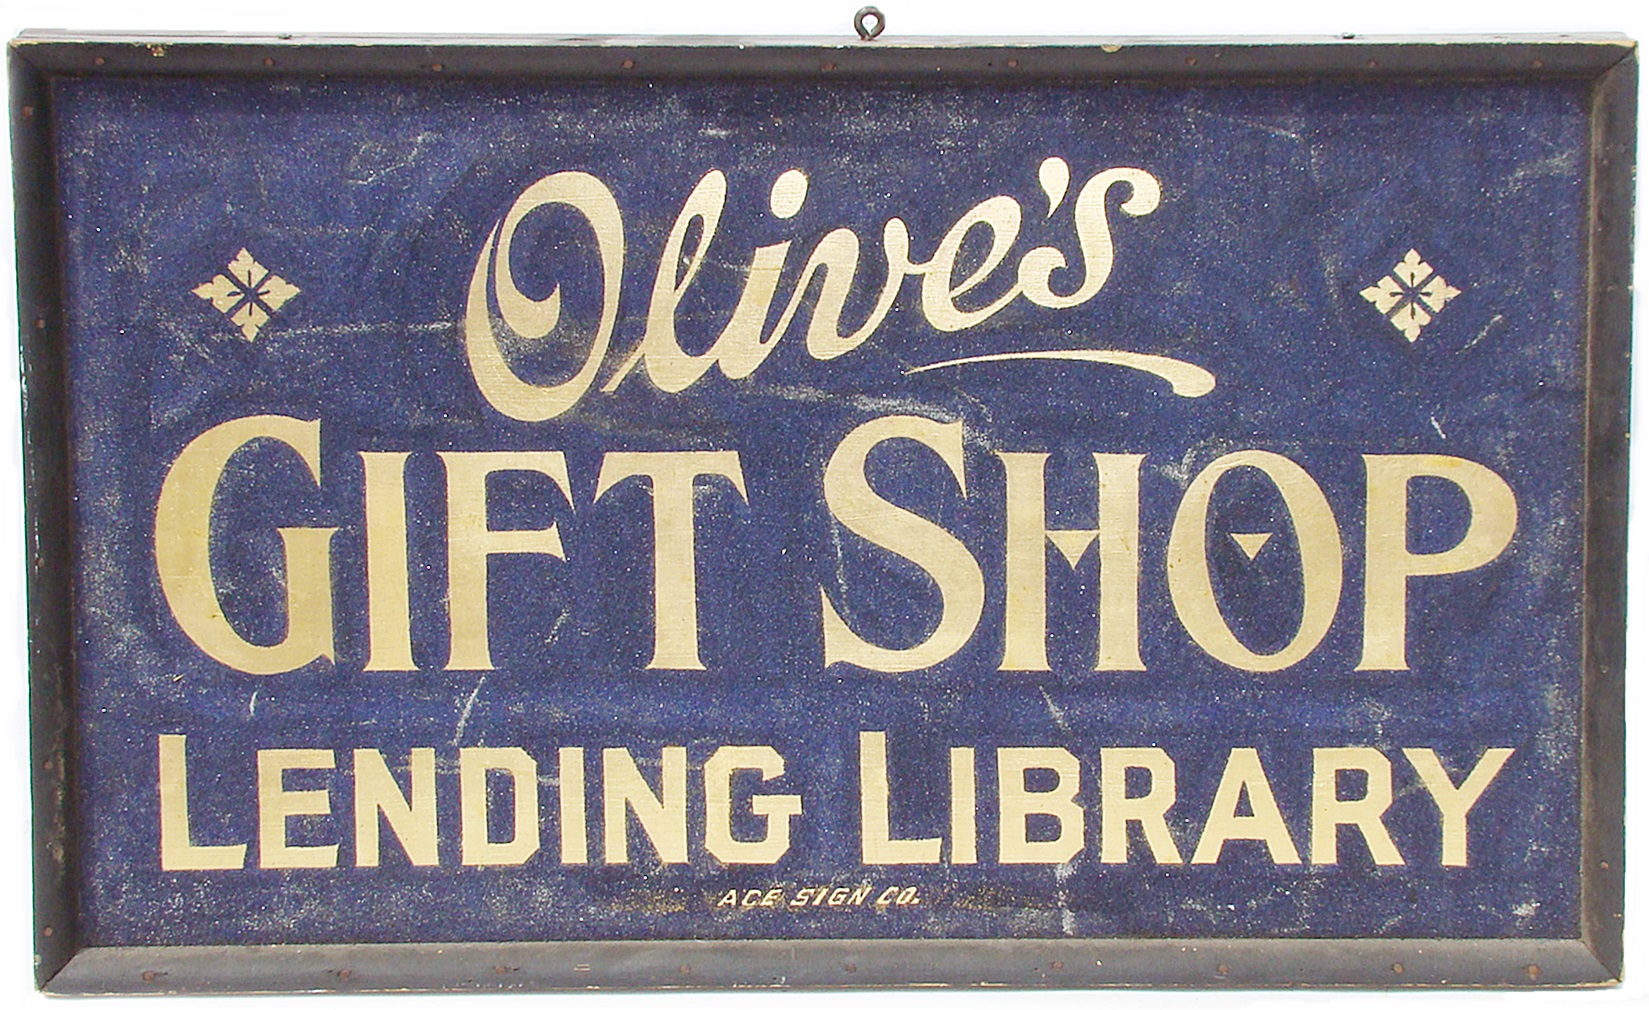 Olive's
GIFT SHOP
LENDING LIBRARY
ACE SIGN CO.